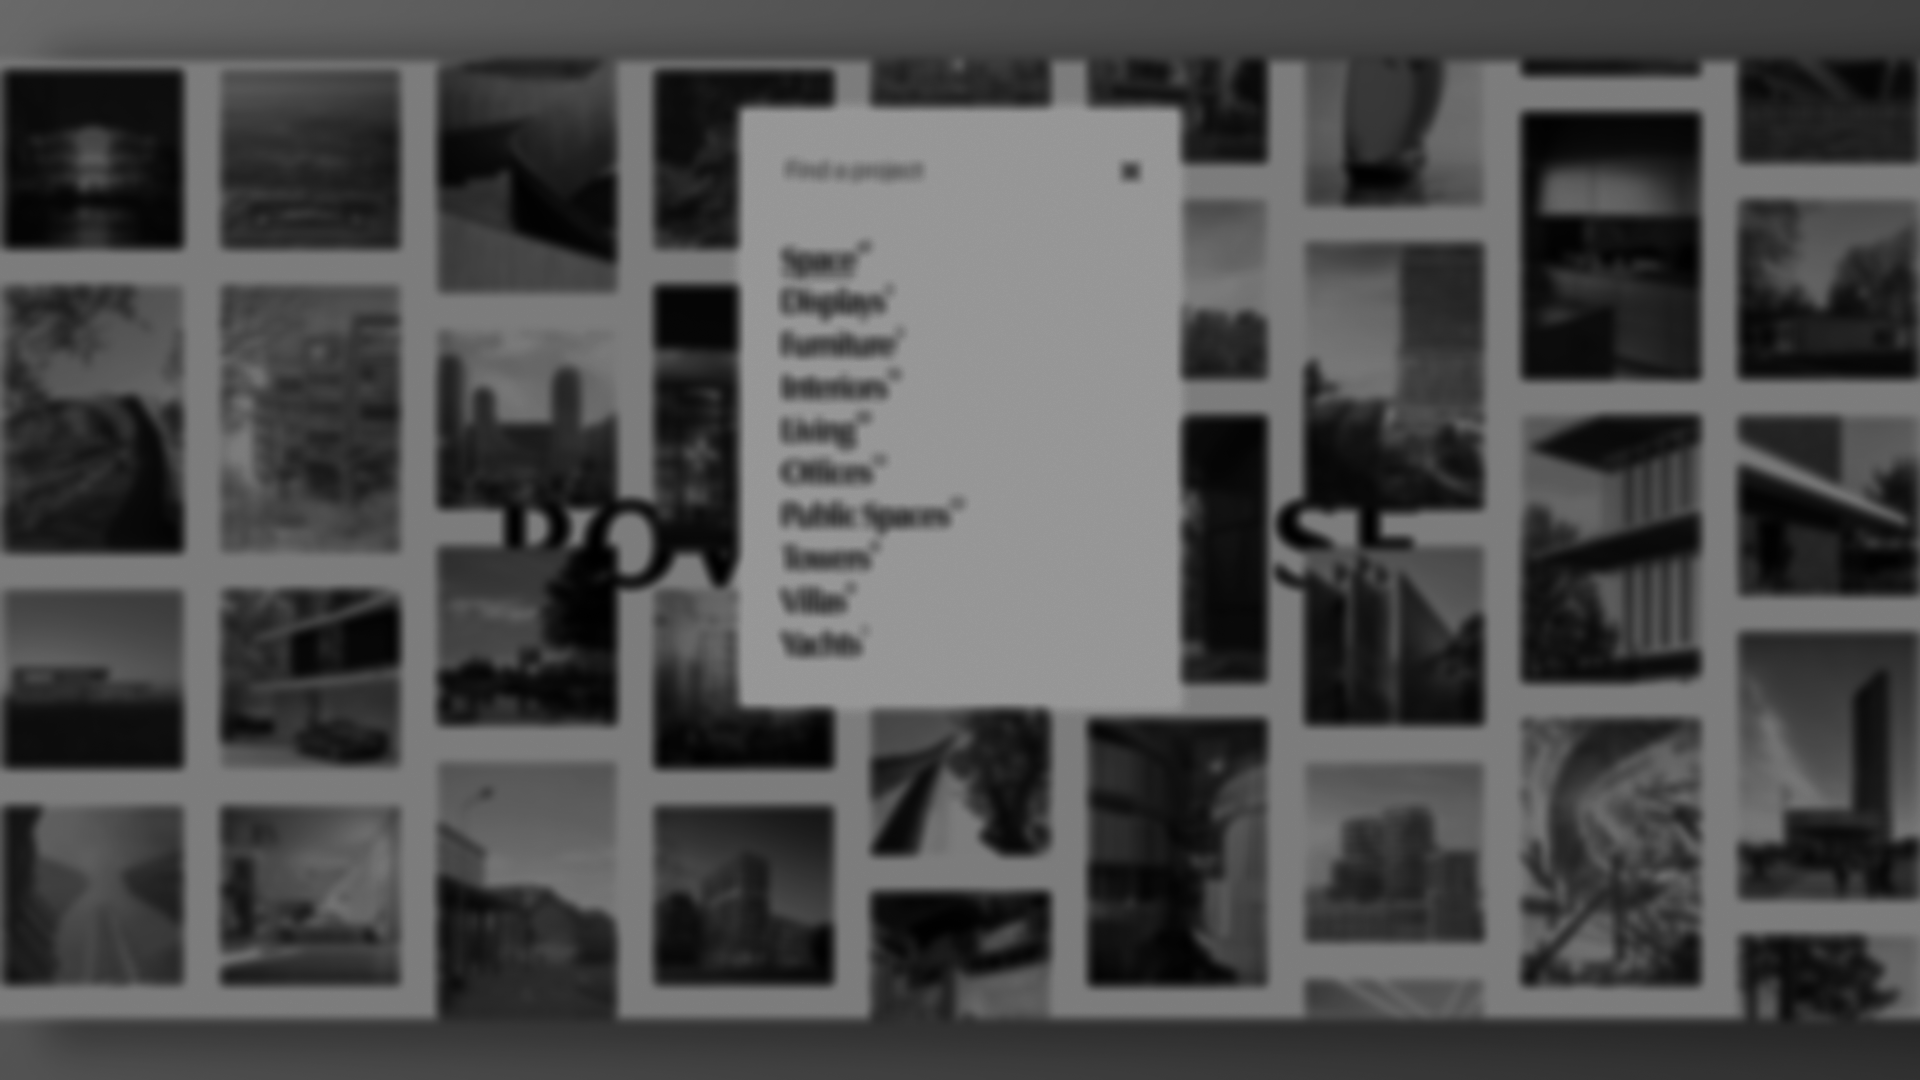 Find a project
Space
Displays
Furniture
Interiors
Living
Offices
Public Spaces
Towers
Villas
Yachts